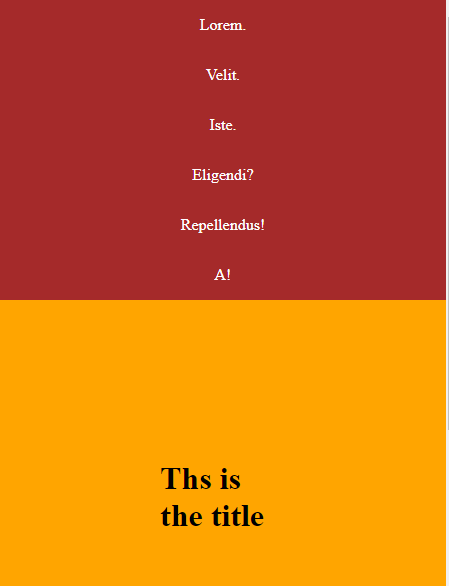 Lorem.
Velit.
Iste.
Eligendi?
Repellendus!
A!
Ths is
the title